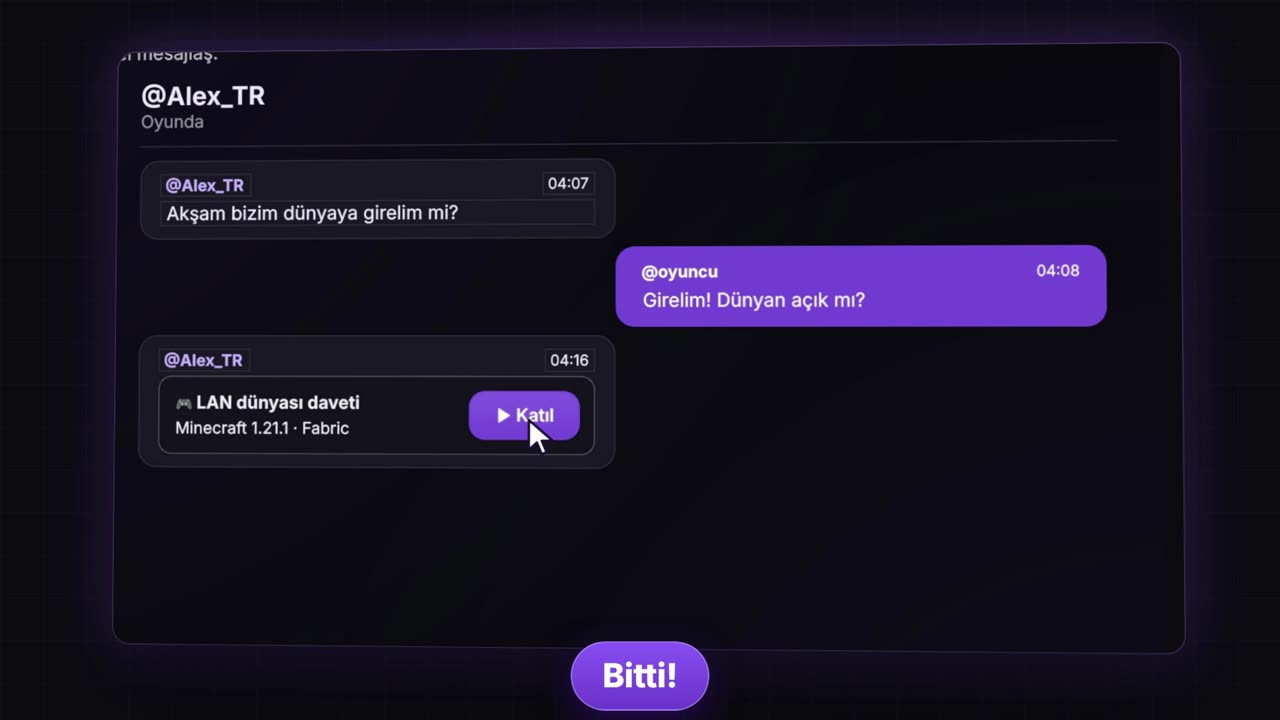 mesajlaş.
@Alex_TR
Oyunda
@Alex_TR 04:07
Akşam bizim dünyaya girelim mi?
@oyuncu 04:08
Girelim! Dünyan açık mı?
@Alex_TR 04:16
🎮 LAN dünyası daveti
Minecraft 1.21.1 · Fabric
▶ Katıl
Bitti!